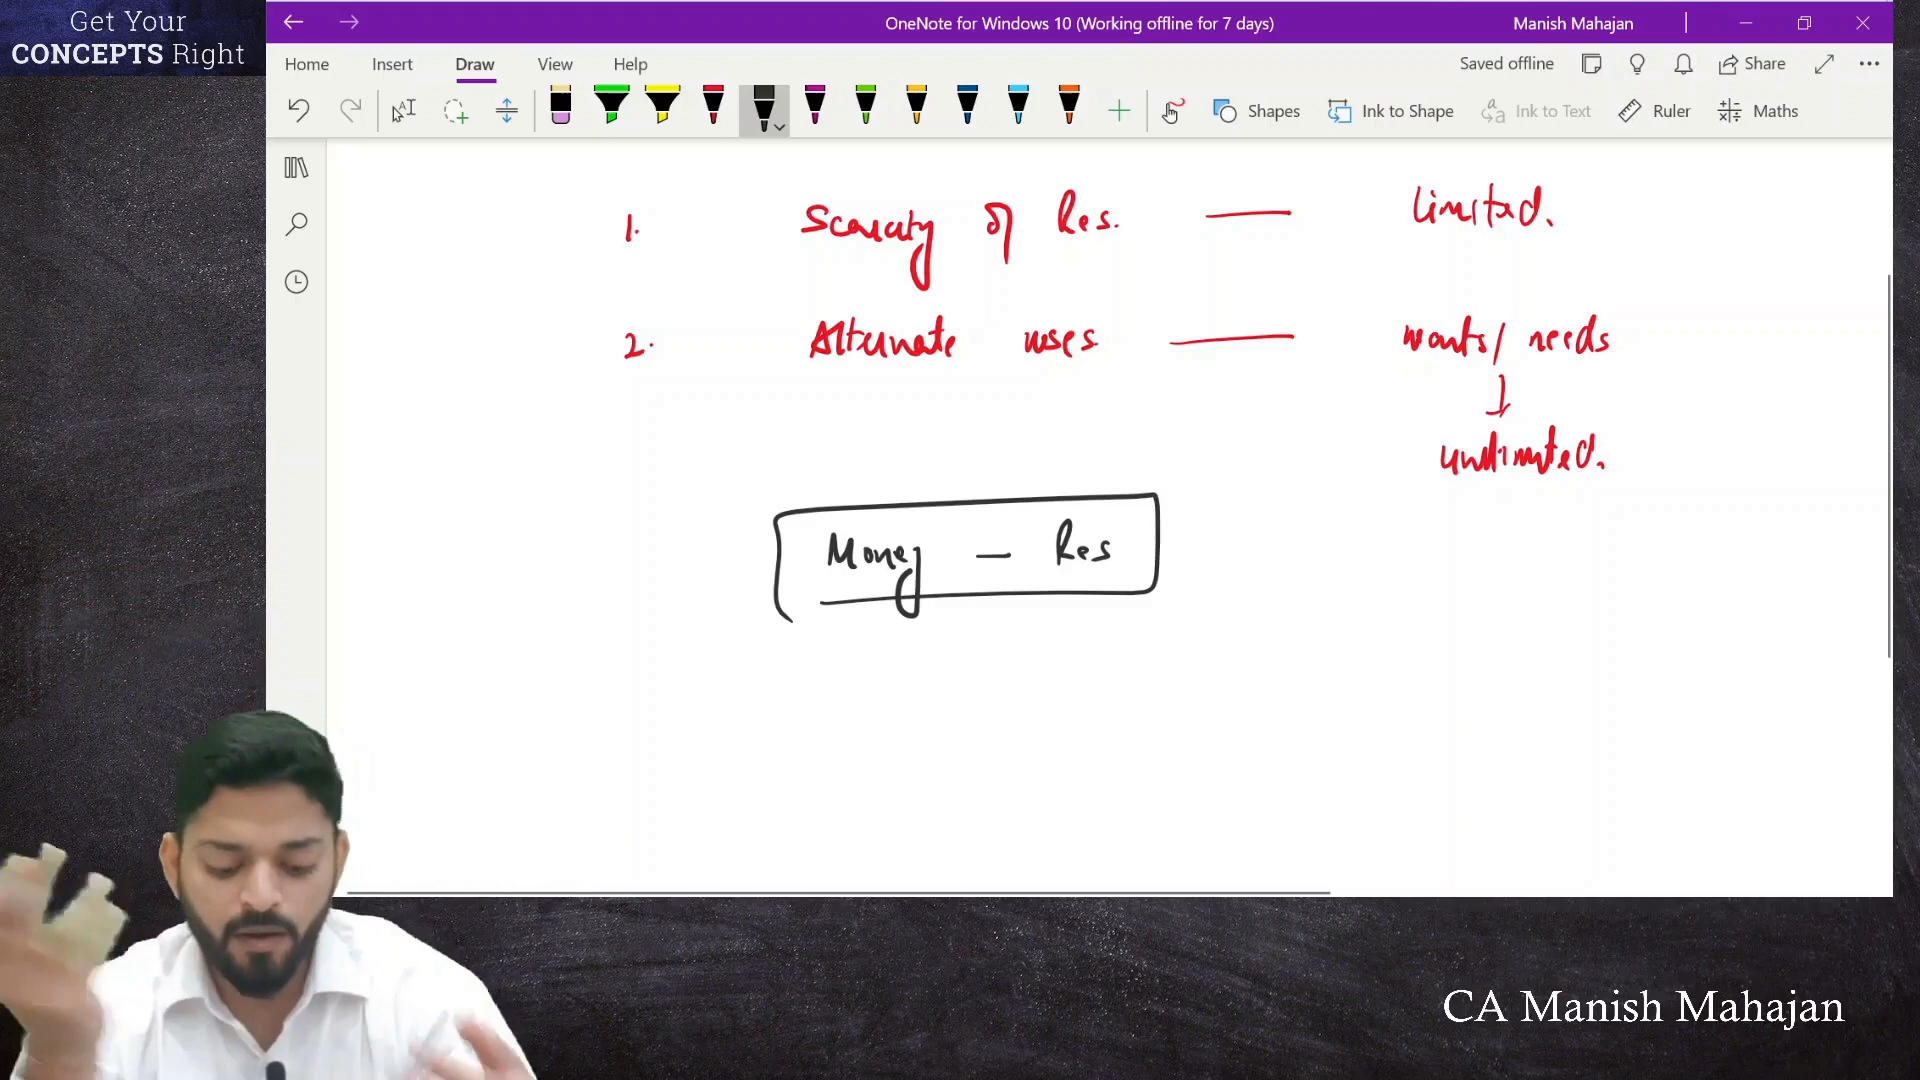 Get Your
CONCEPTS Right
OneNote for Windows 10 (Working offline for 7 days)
Manish Mahajan
Home Insert Draw View Help
Saved offline Share
Shapes Ink to Shape Ink to Text Ruler Maths
1. Scarcity of Res. — limited.
2. Alternate uses — wants/ needs
unlimited.
Money — Res
CA Manish Mahajan